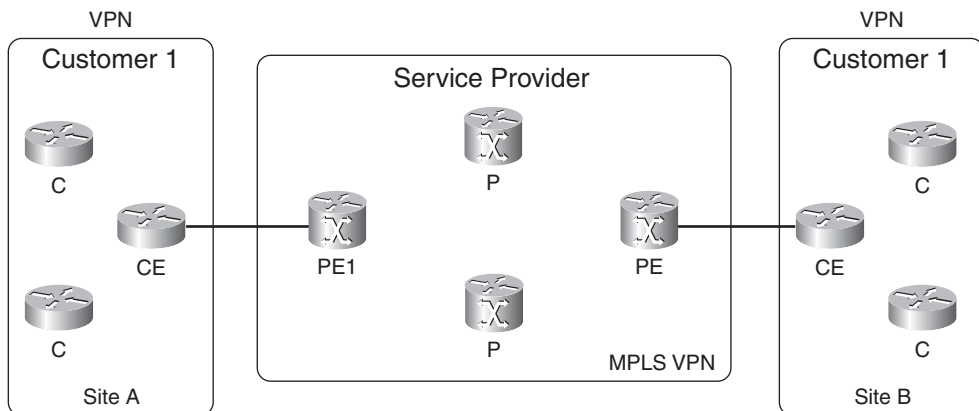 VPN
VPN
Customer 1
Service Provider
Customer 1
C
P
C
CE
PE1
PE
CE
C
P
C
MPLS VPN
Site A
Site B